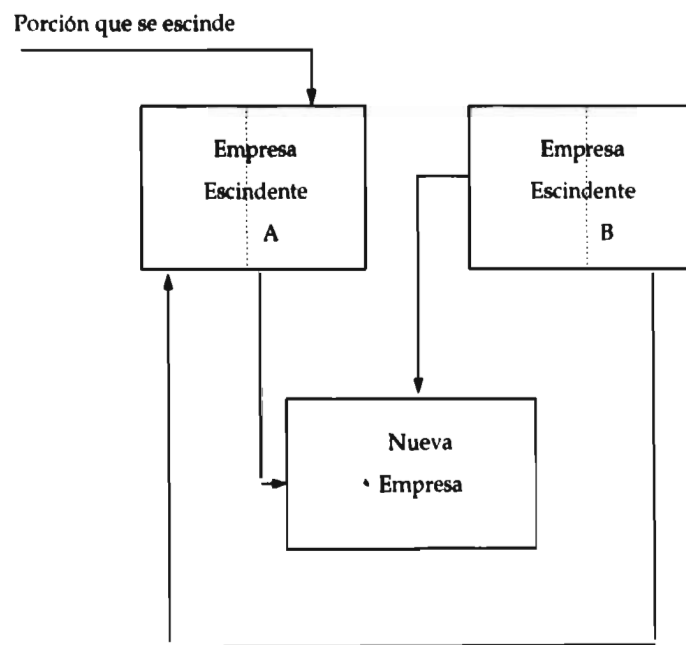 Porción que se escinde
Empresa
Escindente
A
Empresa
Escindente
B
Nueva
Empresa